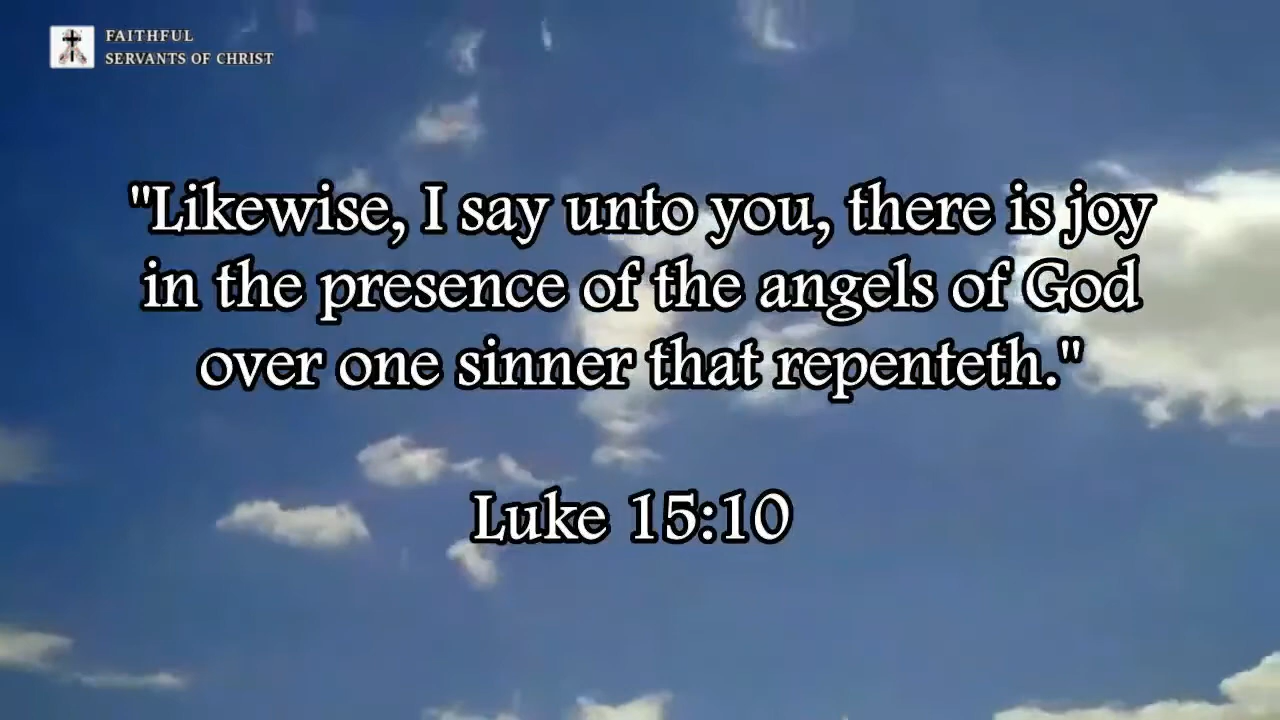 FAITHFUL
SERVANTS OF CHRIST
"Likewise, I say unto you, there is joy
in the presence of the angels of God
over one sinner that repenteth."
Luke 15:10